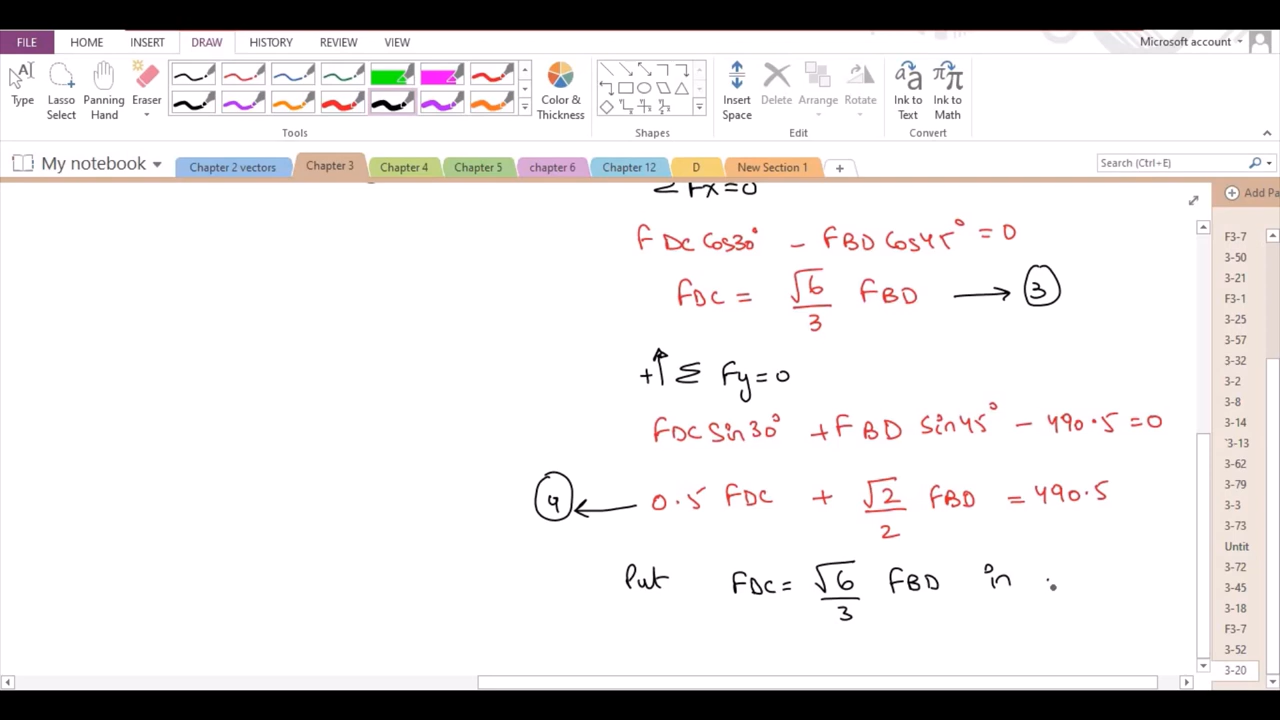 FILE HOME INSERT DRAW HISTORY REVIEW VIEW Microsoft account
Type Lasso Select Panning Hand Eraser Color & Thickness Insert Space Delete Arrange Rotate Ink to Text Ink to Math
Tools Shapes Edit Convert
My notebook Chapter 2 vectors Chapter 3 Chapter 4 Chapter 5 chapter 6 Chapter 12 D New Section 1 Search (Ctrl+E)
Add Pa
Σ Fx=0
FDC Cos30° - FBD Cos45° = 0
FDC = √6/3 FBD → 3
+↑ Σ Fy=0
FDC Sin30° + FBD Sin45° - 490.5 = 0
4 ← 0.5 FDC + √2/2 FBD = 490.5
Put FDC = √6/3 FBD in
F3-7
3-50
3-21
F3-1
3-25
3-57
3-32
3-2
3-8
3-14
'3-13
3-62
3-79
3-3
3-73
Untit
3-72
3-45
3-18
F3-7
3-52
3-20